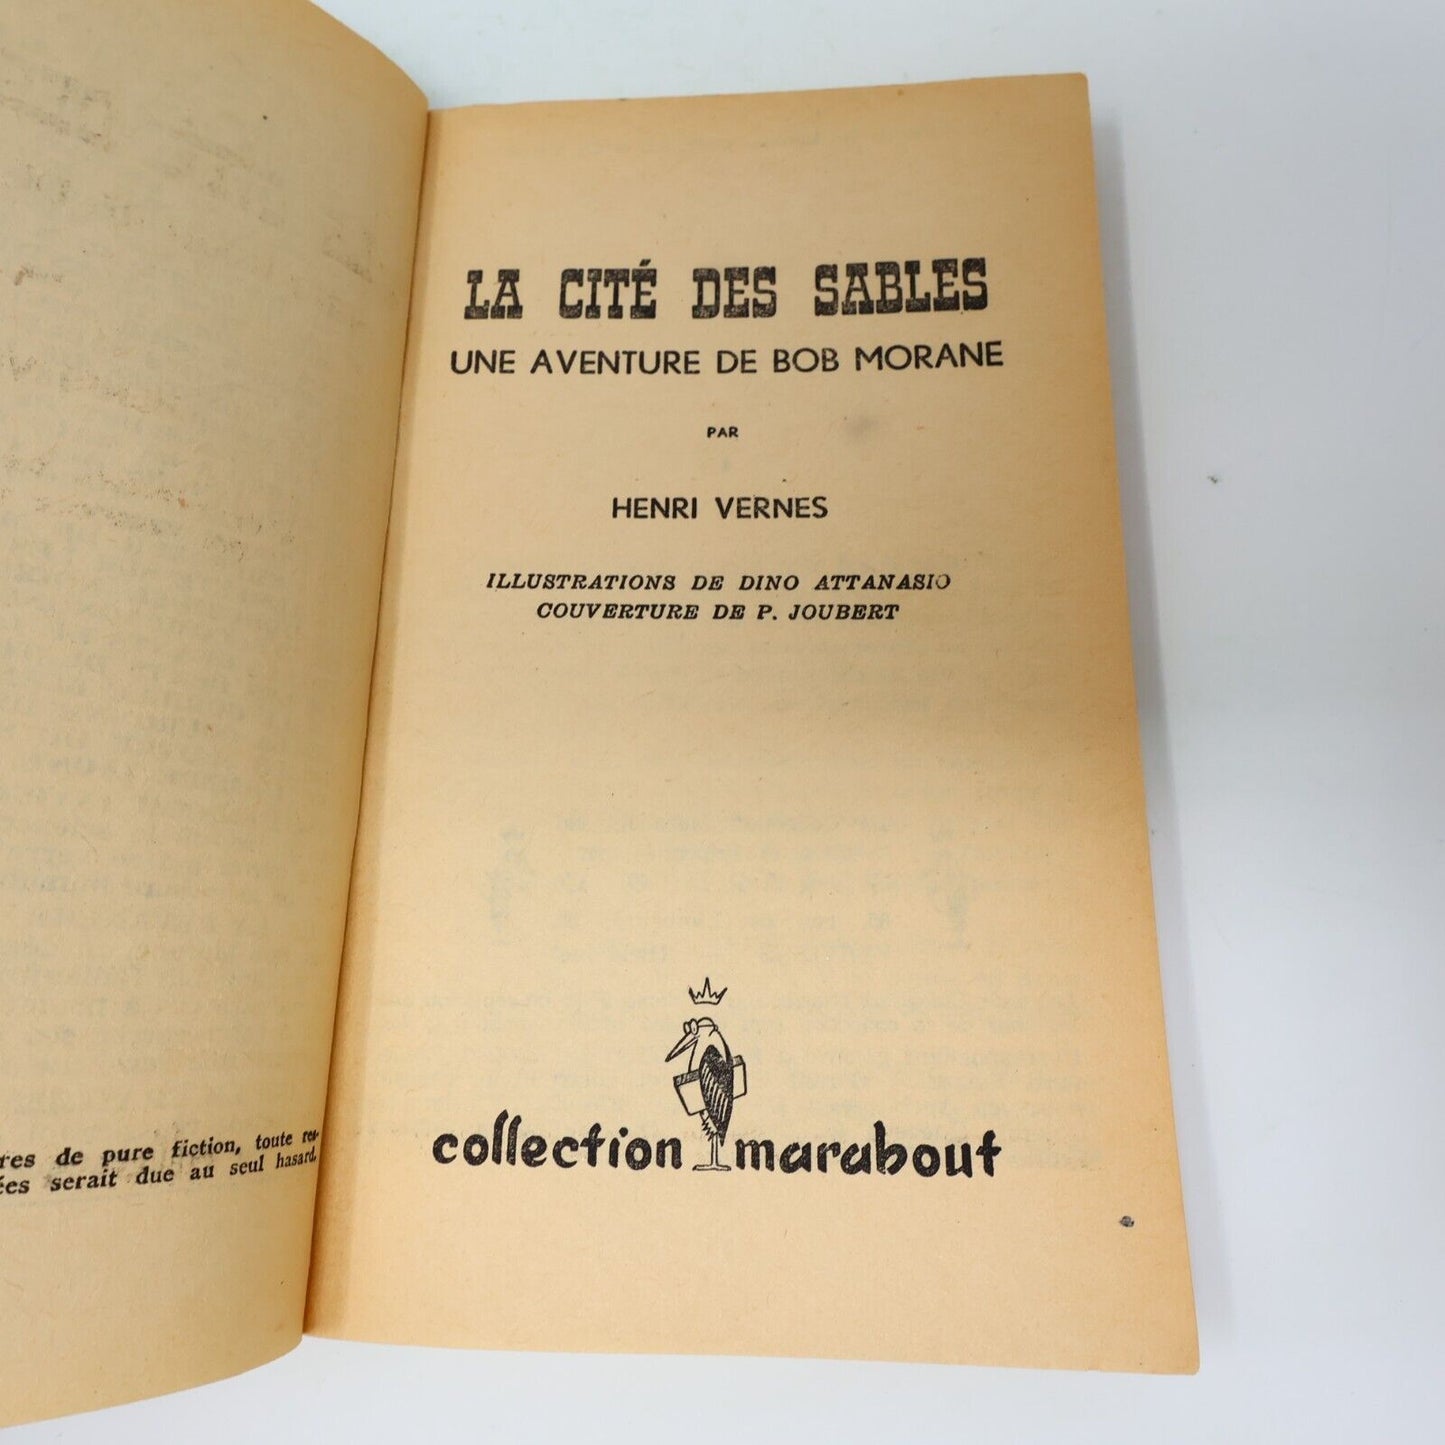 res de pure fiction, toute res-
ées serait due au seul hasard.
LA CITÉ DES SABLES
UNE AVENTURE DE BOB MORANE
PAR
HENRI VERNES
ILLUSTRATIONS DE DINO ATTANASIO
COUVERTURE DE P. JOUBERT
collection marabout